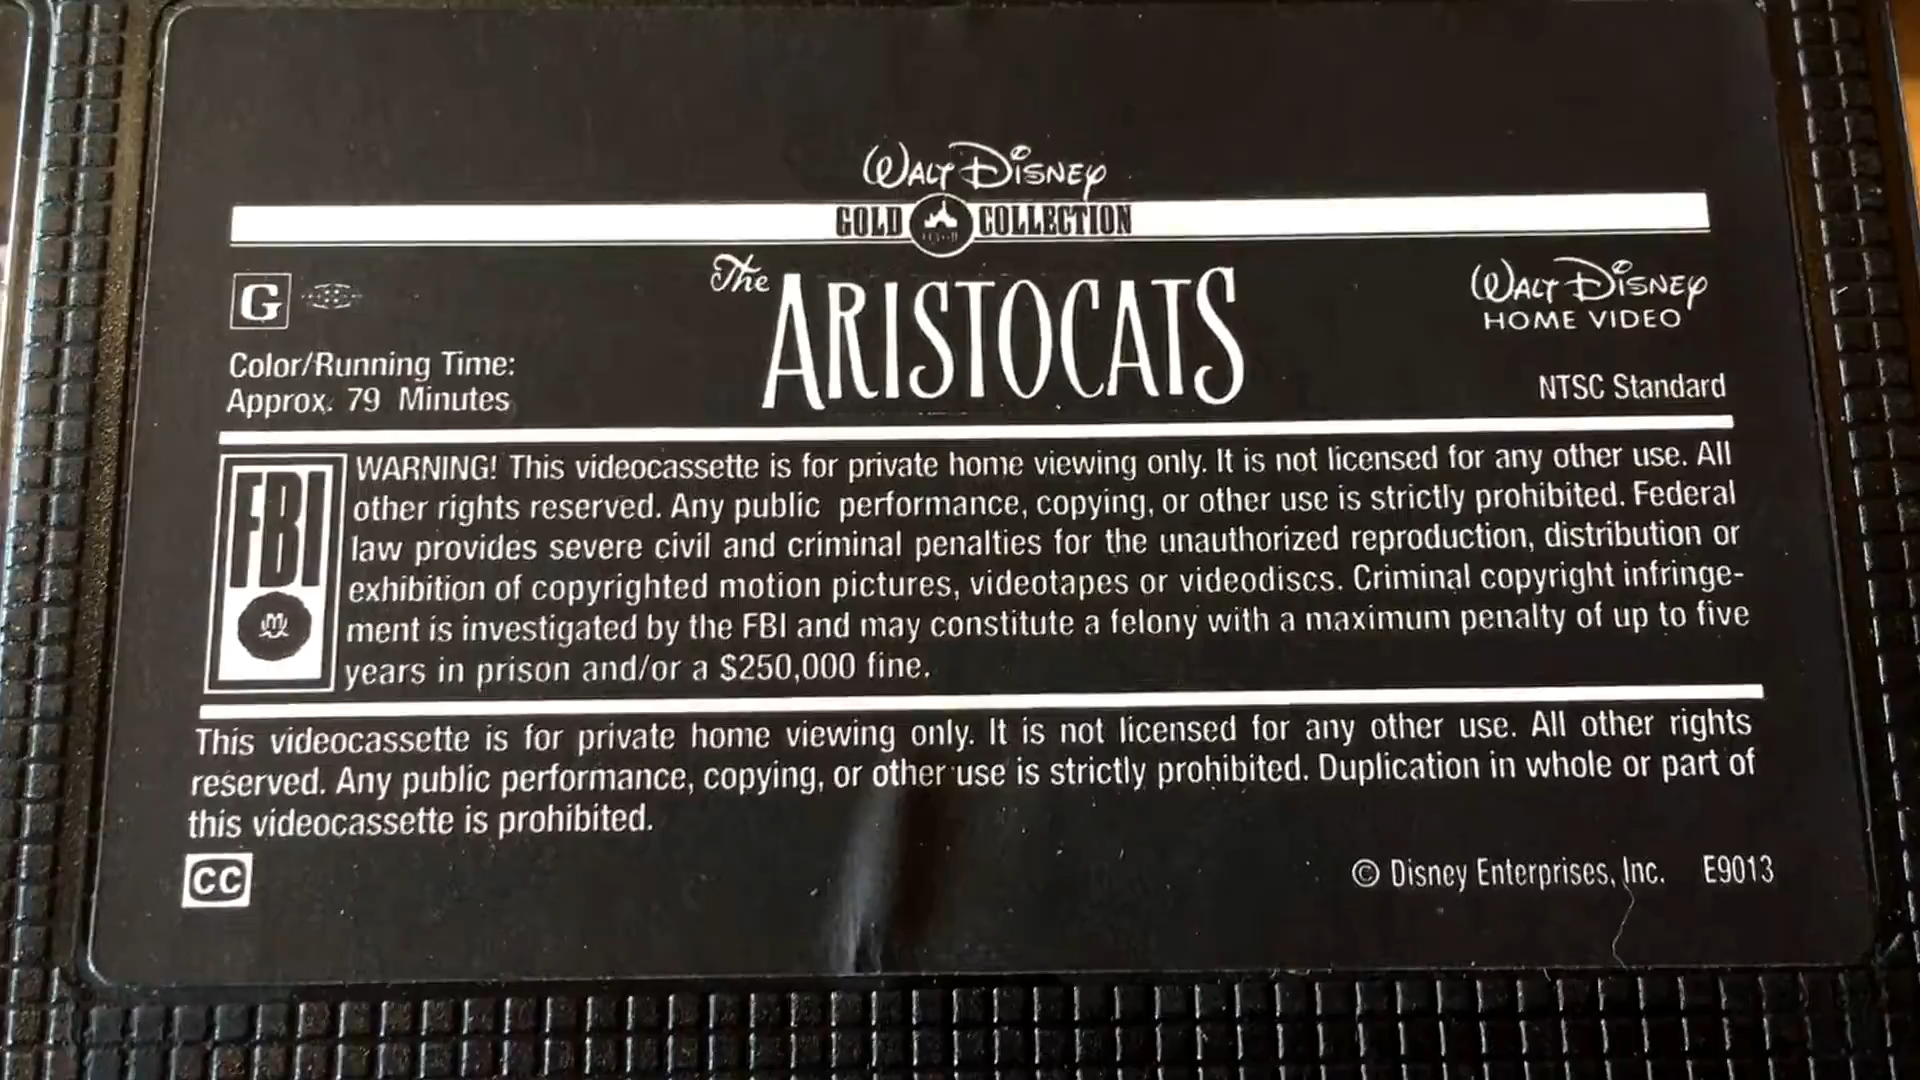 WALT DISNEY
GOLD COLLECTION
The
ARISTOCATS
G
WALT DISNEY
HOME VIDEO
Color/Running Time:
Approx. 79 Minutes
NTSC Standard
FBI
WARNING! This videocassette is for private home viewing only. It is not licensed for any other use. All
other rights reserved. Any public performance, copying, or other use is strictly prohibited. Federal
law provides severe civil and criminal penalties for the unauthorized reproduction, distribution or
exhibition of copyrighted motion pictures, videotapes or videodiscs. Criminal copyright infringe-
ment is investigated by the FBI and may constitute a felony with a maximum penalty of up to five
years in prison and/or a $250,000 fine.
This videocassette is for private home viewing only. It is not licensed for any other use. All other rights
reserved. Any public performance, copying, or other use is strictly prohibited. Duplication in whole or part of
this videocassette is prohibited.
CC
© Disney Enterprises, Inc. E9013